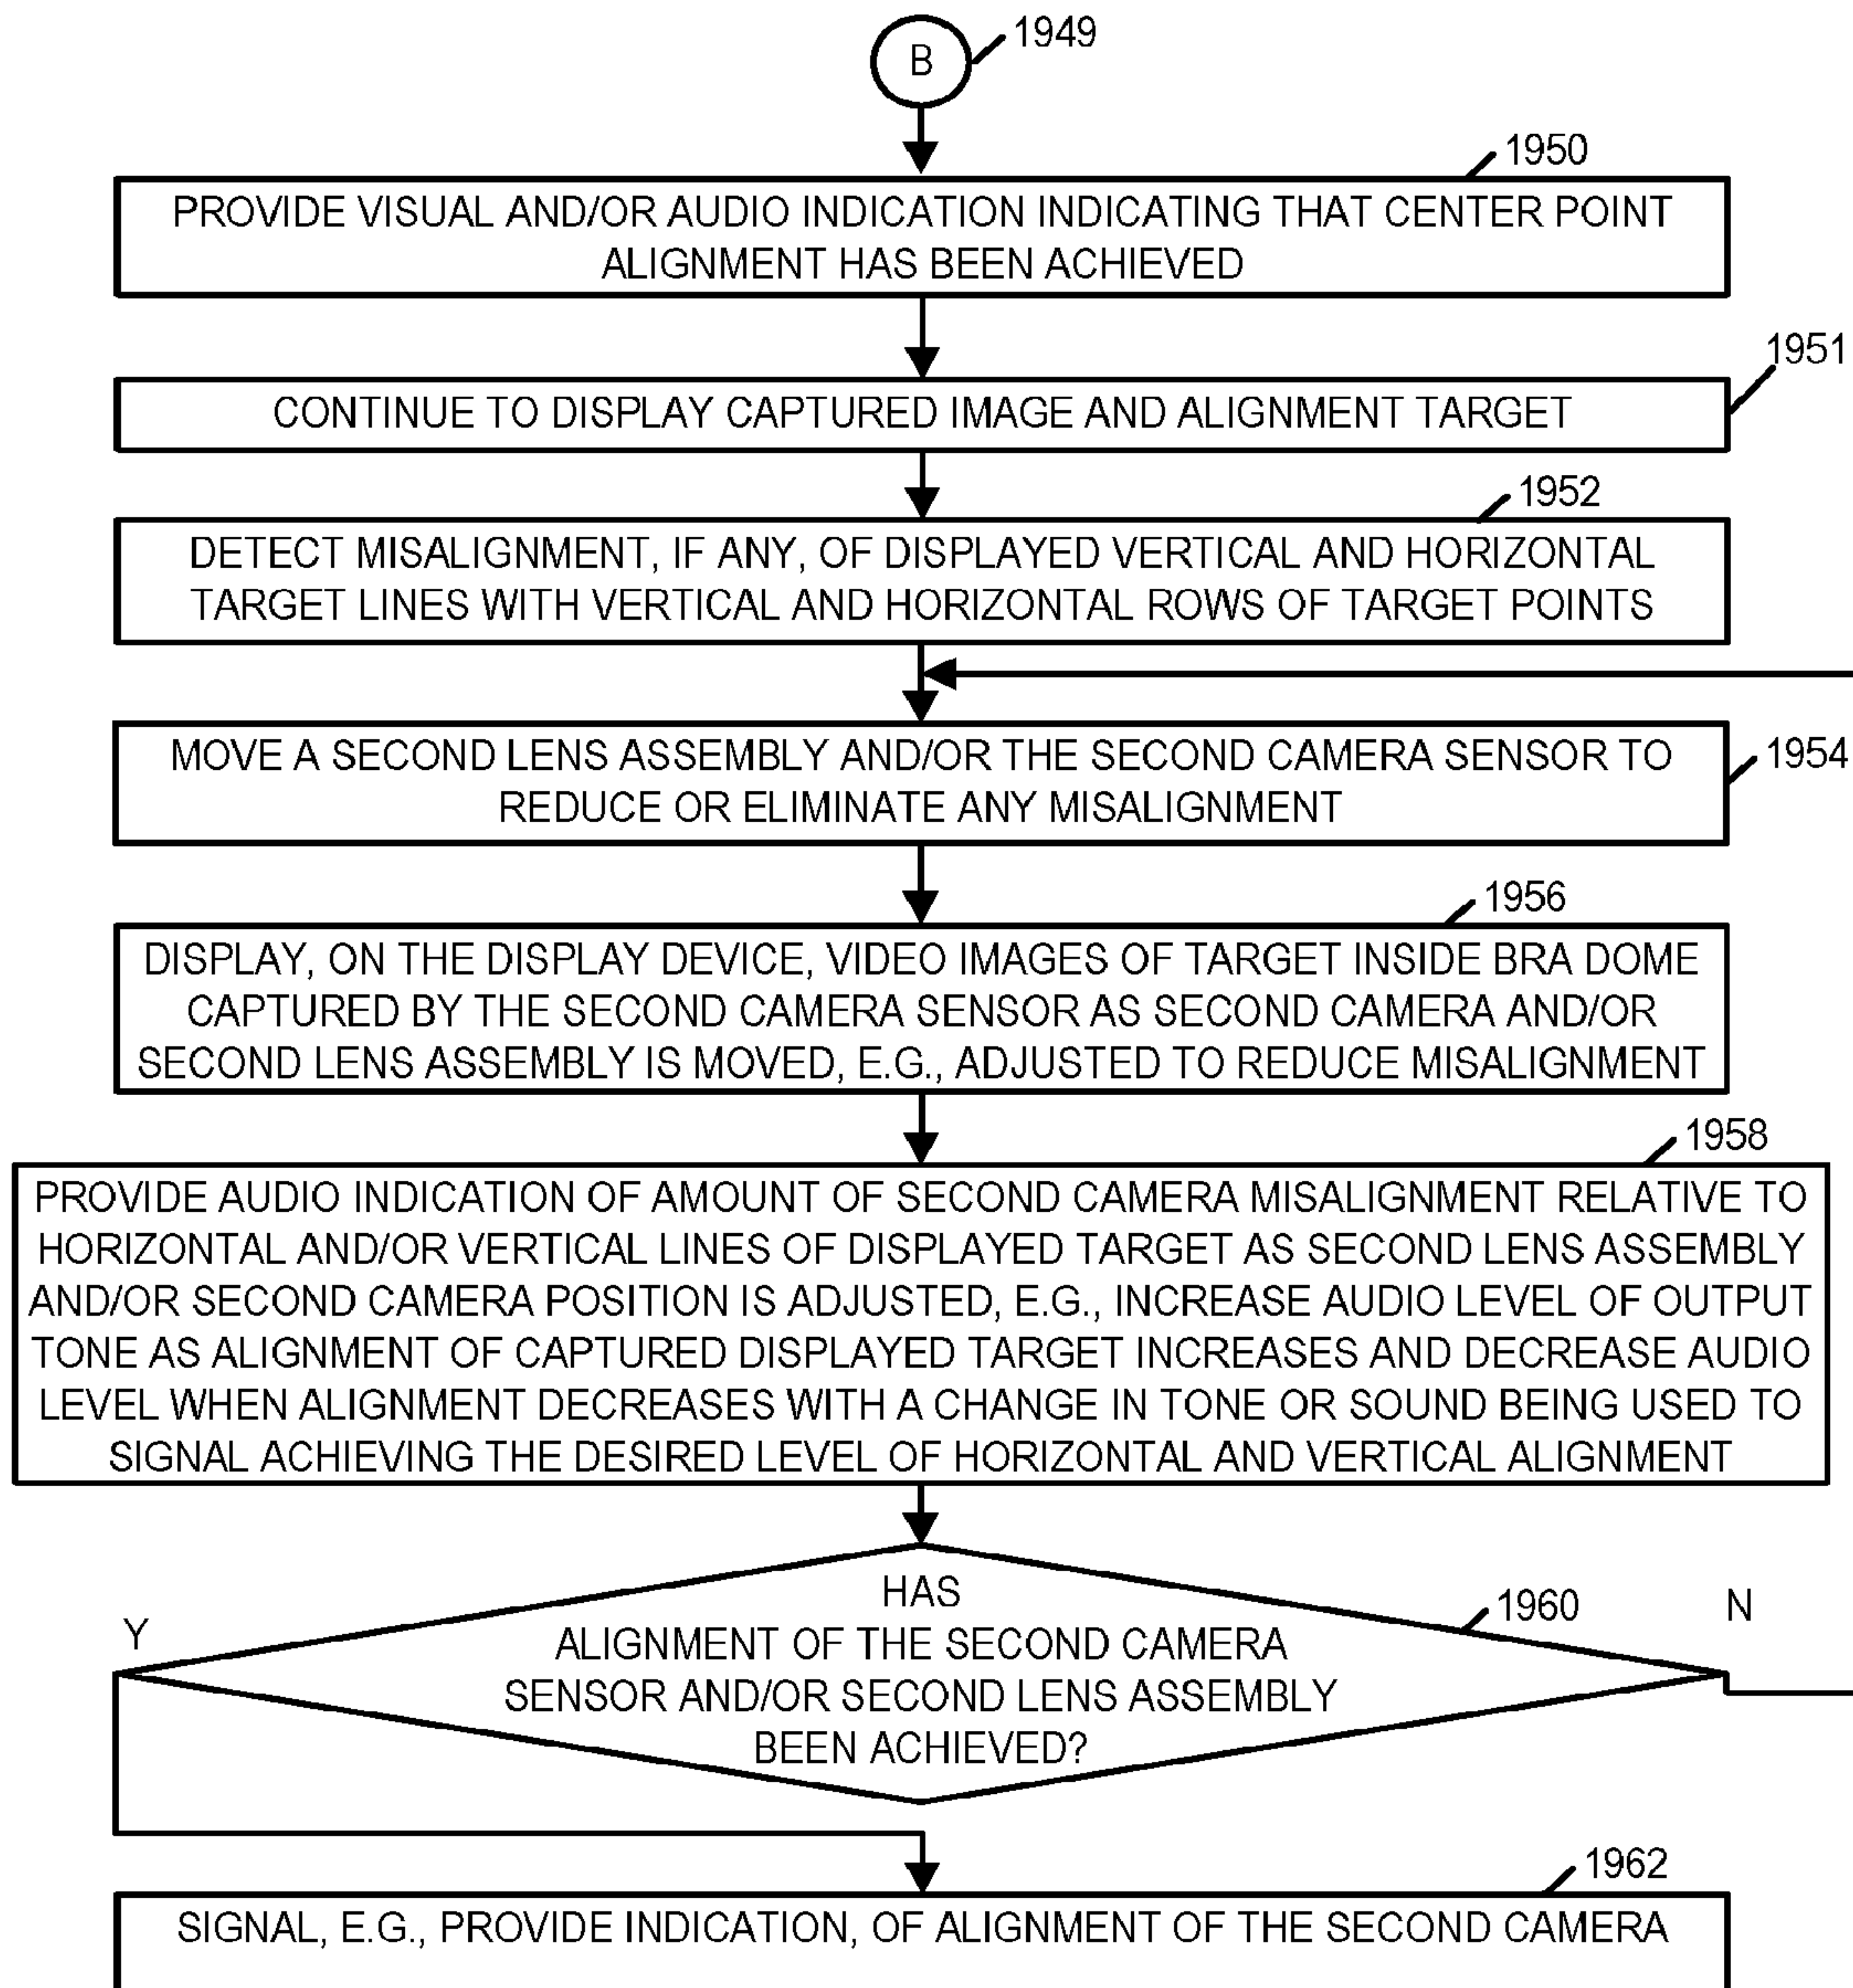 B
1949
1950
PROVIDE VISUAL AND/OR AUDIO INDICATION INDICATING THAT CENTER POINT
ALIGNMENT HAS BEEN ACHIEVED
1951
CONTINUE TO DISPLAY CAPTURED IMAGE AND ALIGNMENT TARGET
1952
DETECT MISALIGNMENT, IF ANY, OF DISPLAYED VERTICAL AND HORIZONTAL
TARGET LINES WITH VERTICAL AND HORIZONTAL ROWS OF TARGET POINTS
1954
MOVE A SECOND LENS ASSEMBLY AND/OR THE SECOND CAMERA SENSOR TO
REDUCE OR ELIMINATE ANY MISALIGNMENT
1956
DISPLAY, ON THE DISPLAY DEVICE, VIDEO IMAGES OF TARGET INSIDE BRA DOME
CAPTURED BY THE SECOND CAMERA SENSOR AS SECOND CAMERA AND/OR
SECOND LENS ASSEMBLY IS MOVED, E.G., ADJUSTED TO REDUCE MISALIGNMENT
1958
PROVIDE AUDIO INDICATION OF AMOUNT OF SECOND CAMERA MISALIGNMENT RELATIVE TO
HORIZONTAL AND/OR VERTICAL LINES OF DISPLAYED TARGET AS SECOND LENS ASSEMBLY
AND/OR SECOND CAMERA POSITION IS ADJUSTED, E.G., INCREASE AUDIO LEVEL OF OUTPUT
TONE AS ALIGNMENT OF CAPTURED DISPLAYED TARGET INCREASES AND DECREASE AUDIO
LEVEL WHEN ALIGNMENT DECREASES WITH A CHANGE IN TONE OR SOUND BEING USED TO
SIGNAL ACHIEVING THE DESIRED LEVEL OF HORIZONTAL AND VERTICAL ALIGNMENT
Y
HAS
ALIGNMENT OF THE SECOND CAMERA
SENSOR AND/OR SECOND LENS ASSEMBLY
BEEN ACHIEVED?
1960
N
1962
SIGNAL, E.G., PROVIDE INDICATION, OF ALIGNMENT OF THE SECOND CAMERA